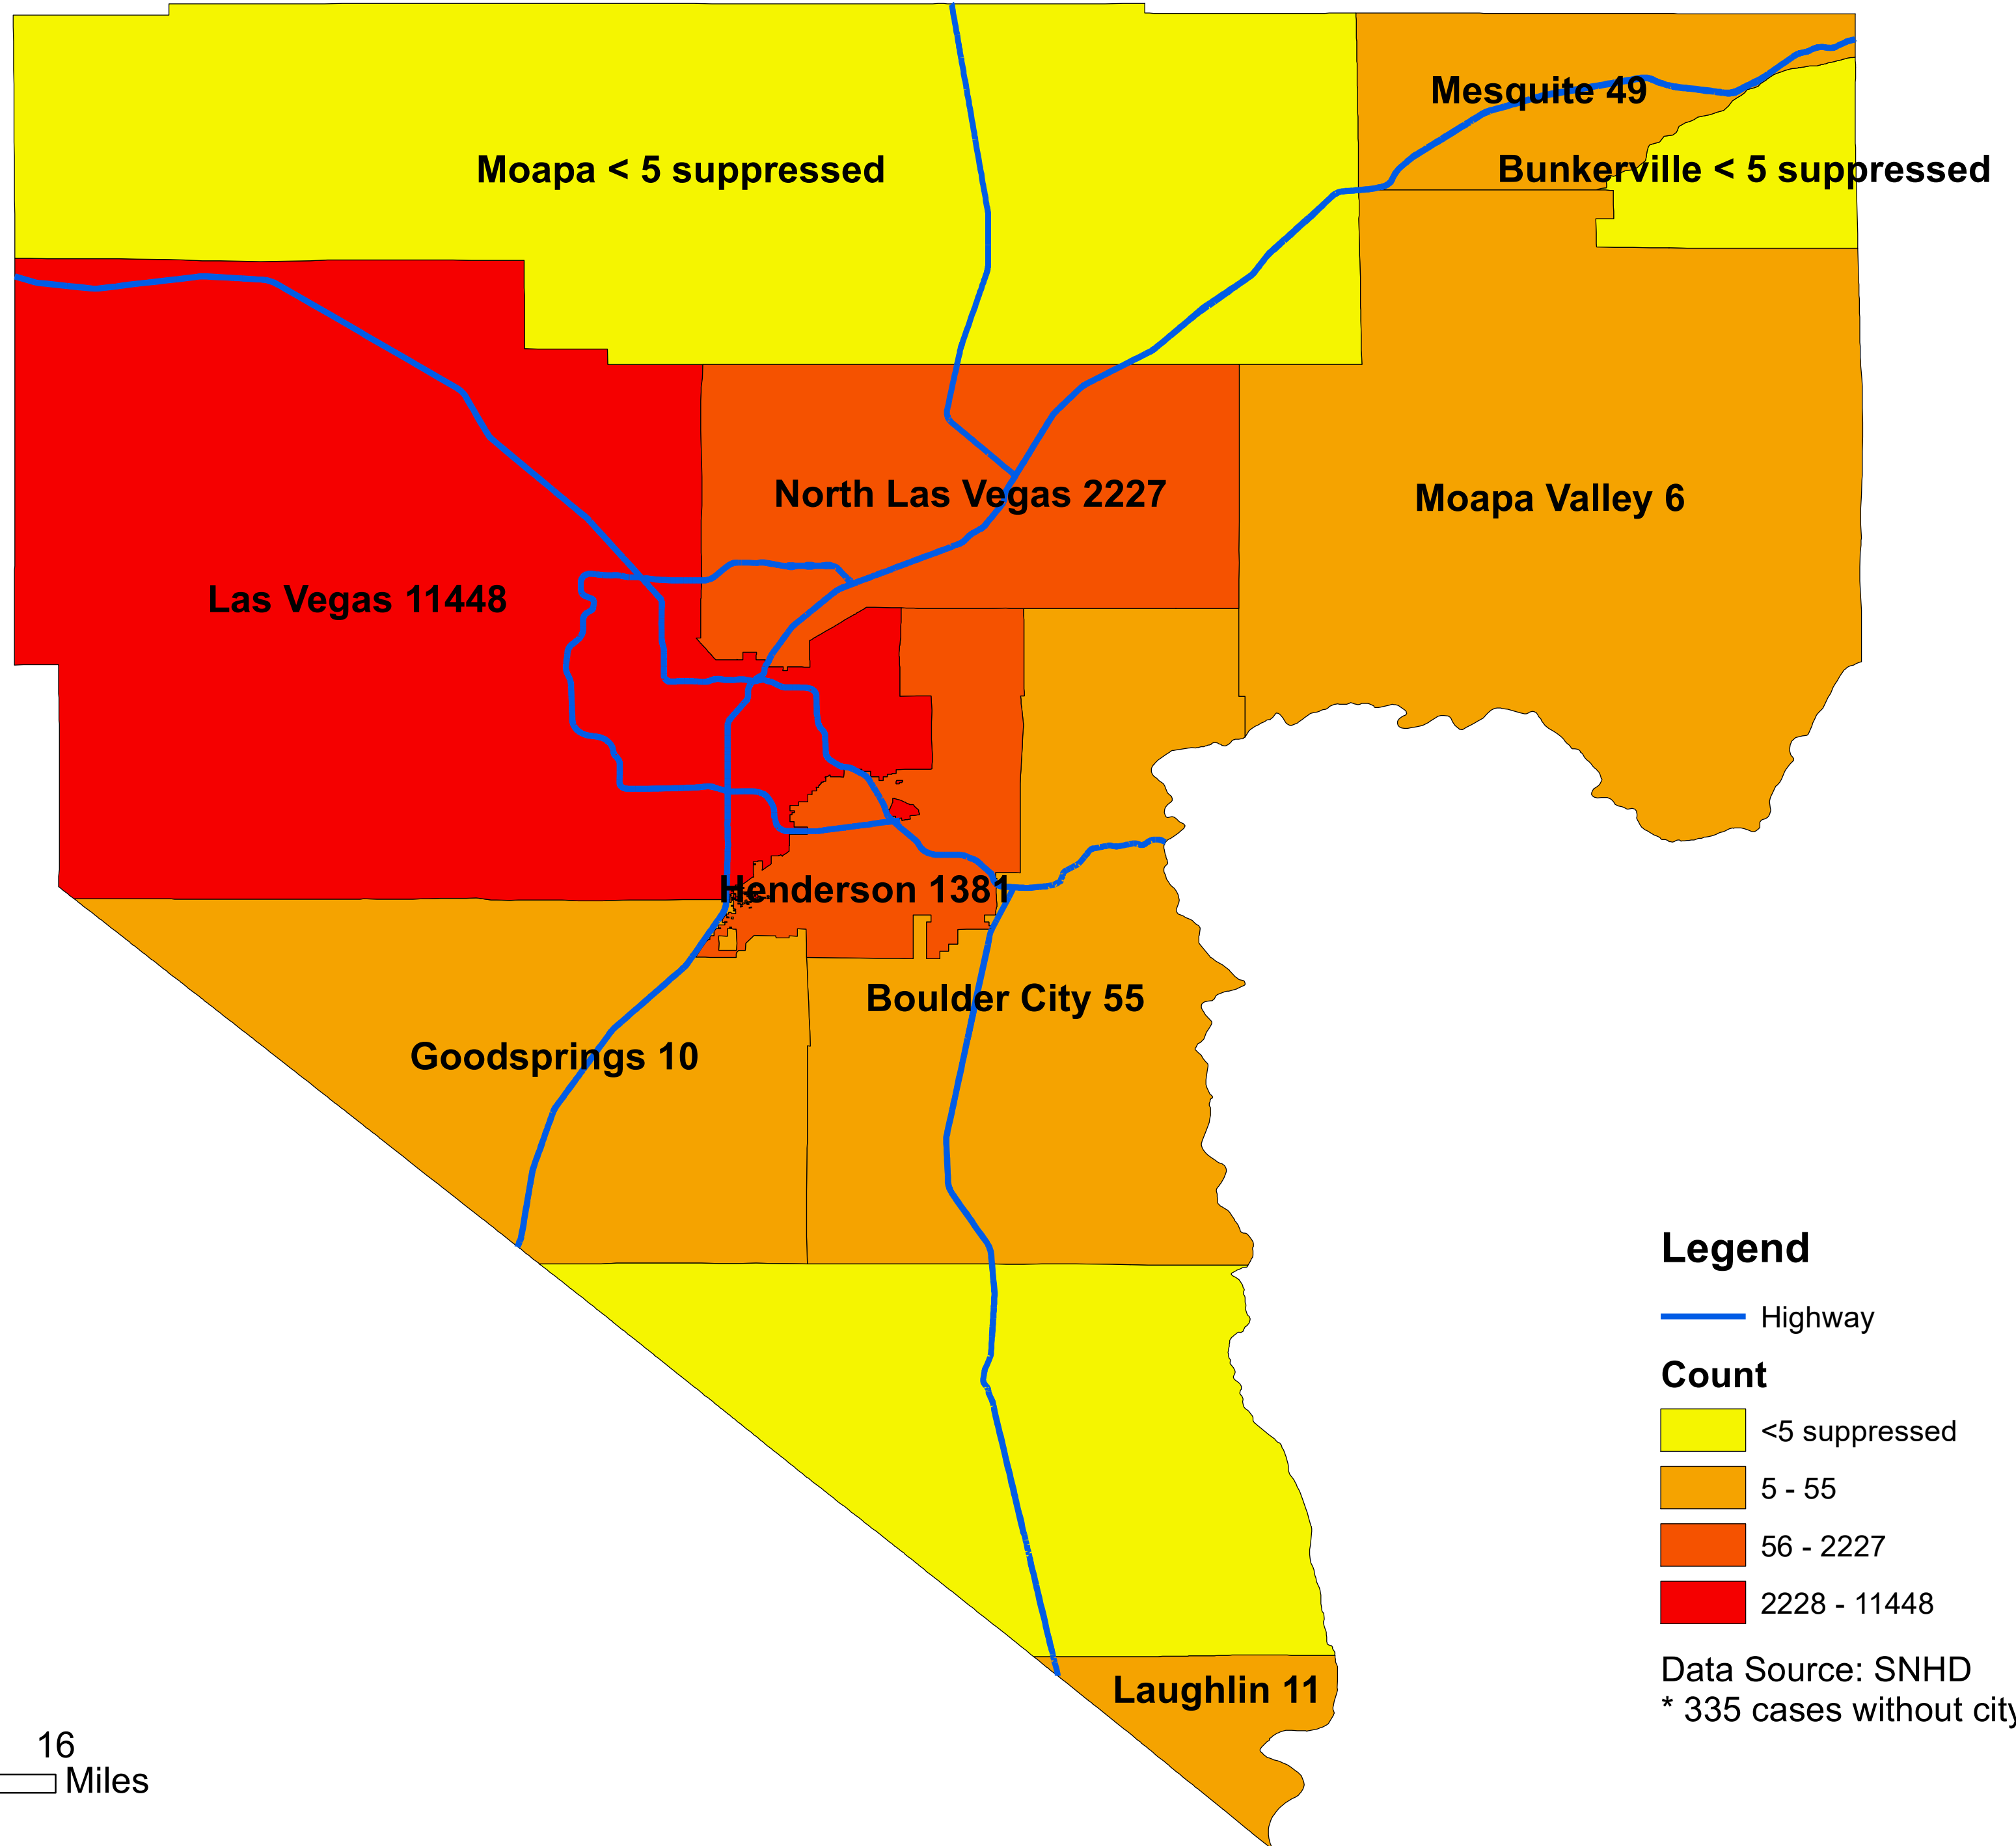 Mesquite 49
Moapa < 5 suppressed
Bunkerville < 5 suppressed
North Las Vegas 2227
Moapa Valley 6
Las Vegas 11448
Henderson 1381
Boulder City 55
Goodsprings 10
Laughlin 11
Legend
Highway
Count
<5 suppressed
5 - 55
56 - 2227
2228 - 11448
Data Source: SNHD
* 335 cases without city
16
Miles